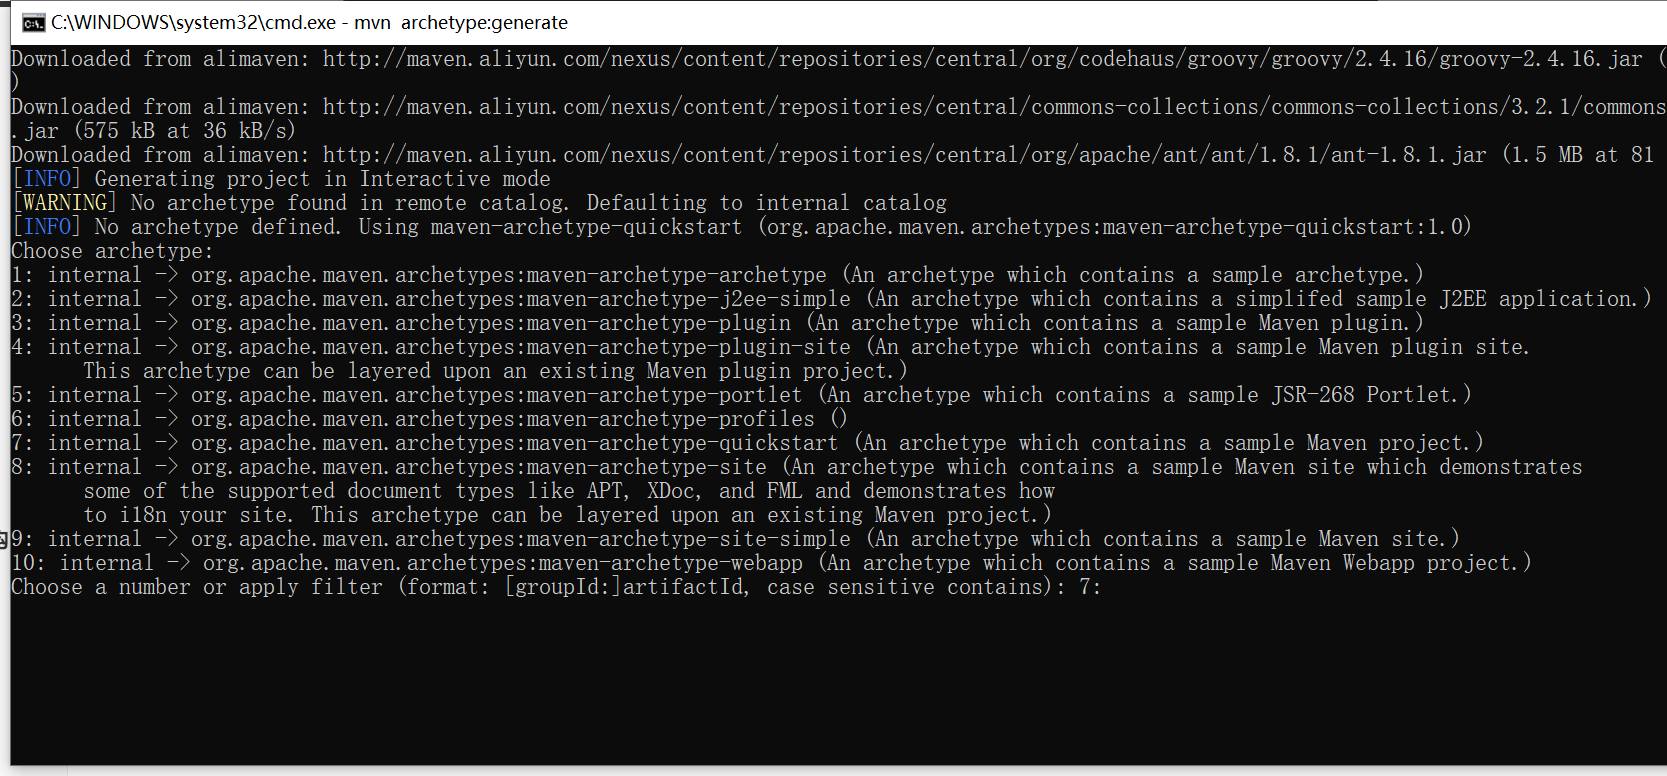 C:\WINDOWS\system32\cmd.exe - mvn  archetype:generate
Downloaded from alimaven: http://maven.aliyun.com/nexus/content/repositories/central/org/codehaus/groovy/groovy/2.4.16/groovy-2.4.16.jar (
)
Downloaded from alimaven: http://maven.aliyun.com/nexus/content/repositories/central/commons-collections/commons-collections/3.2.1/commons
.jar (575 kB at 36 kB/s)
Downloaded from alimaven: http://maven.aliyun.com/nexus/content/repositories/central/org/apache/ant/ant/1.8.1/ant-1.8.1.jar (1.5 MB at 81
[INFO] Generating project in Interactive mode
[WARNING] No archetype found in remote catalog. Defaulting to internal catalog
[INFO] No archetype defined. Using maven-archetype-quickstart (org.apache.maven.archetypes:maven-archetype-quickstart:1.0)
Choose archetype:
1: internal -> org.apache.maven.archetypes:maven-archetype-archetype (An archetype which contains a sample archetype.)
2: internal -> org.apache.maven.archetypes:maven-archetype-j2ee-simple (An archetype which contains a simplifed sample J2EE application.)
3: internal -> org.apache.maven.archetypes:maven-archetype-plugin (An archetype which contains a sample Maven plugin.)
4: internal -> org.apache.maven.archetypes:maven-archetype-plugin-site (An archetype which contains a sample Maven plugin site.
      This archetype can be layered upon an existing Maven plugin project.)
5: internal -> org.apache.maven.archetypes:maven-archetype-portlet (An archetype which contains a sample JSR-268 Portlet.)
6: internal -> org.apache.maven.archetypes:maven-archetype-profiles ()
7: internal -> org.apache.maven.archetypes:maven-archetype-quickstart (An archetype which contains a sample Maven project.)
8: internal -> org.apache.maven.archetypes:maven-archetype-site (An archetype which contains a sample Maven site which demonstrates
      some of the supported document types like APT, XDoc, and FML and demonstrates how
      to i18n your site. This archetype can be layered upon an existing Maven project.)
9: internal -> org.apache.maven.archetypes:maven-archetype-site-simple (An archetype which contains a sample Maven site.)
10: internal -> org.apache.maven.archetypes:maven-archetype-webapp (An archetype which contains a sample Maven Webapp project.)
Choose a number or apply filter (format: [groupId:]artifactId, case sensitive contains): 7: